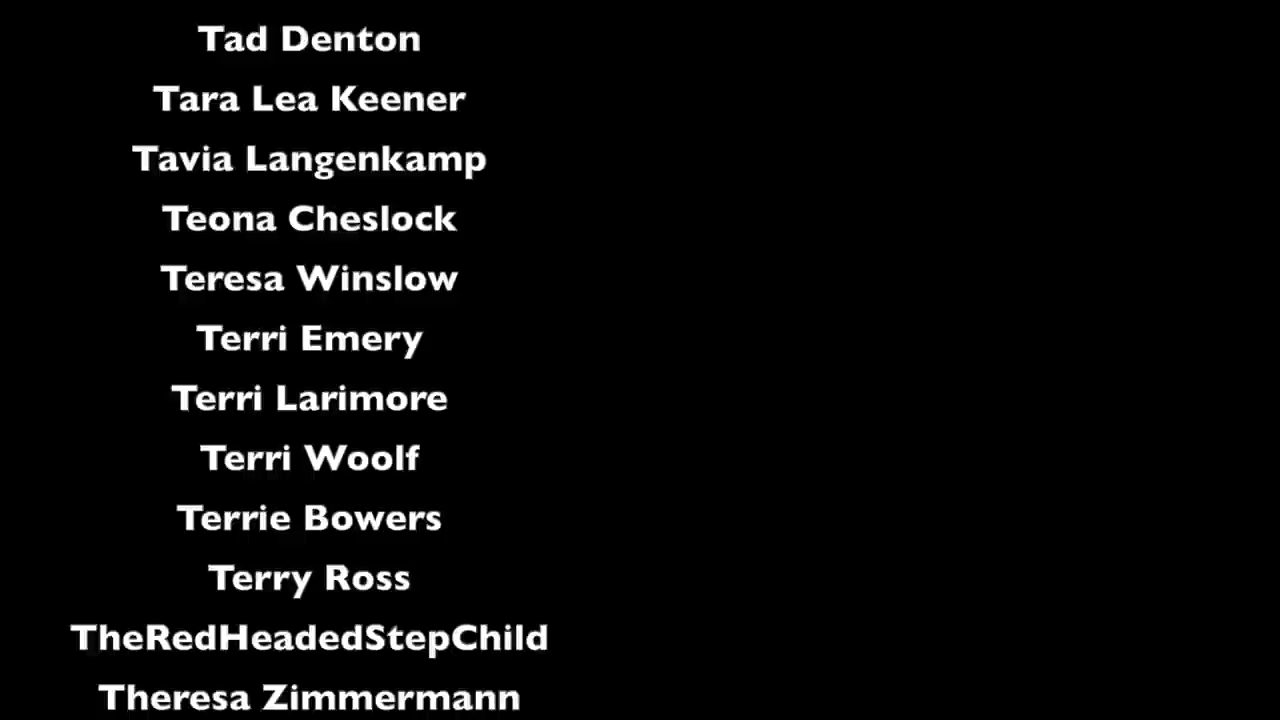 Tad Denton
Tara Lea Keener
Tavia Langenkamp
Teona Cheslock
Teresa Winslow
Terri Emery
Terri Larimore
Terri Woolf
Terrie Bowers
Terry Ross
TheRedHeadedStepChild
Theresa Zimmermann